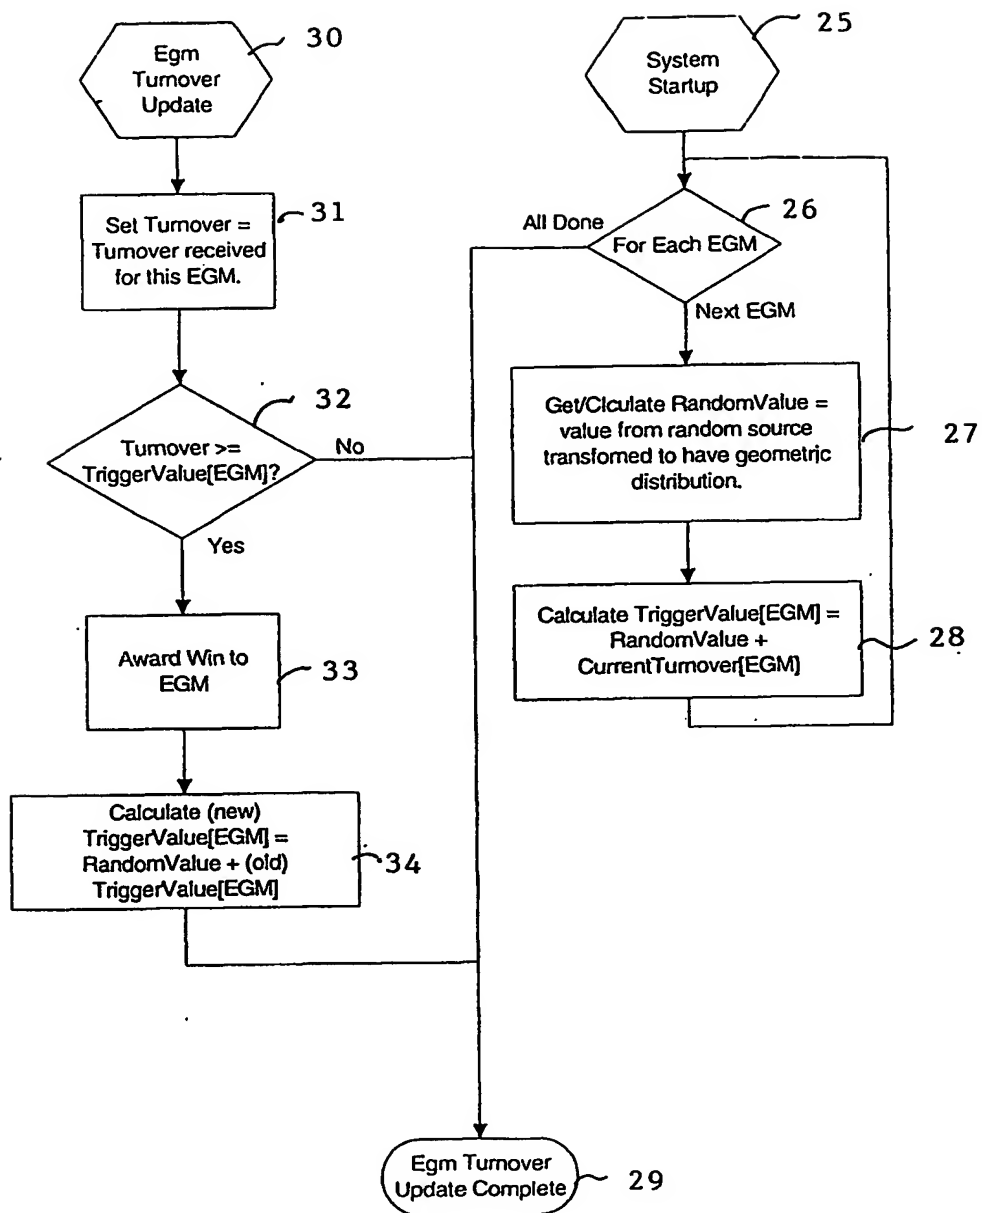 30
Egm
Turnover
Update
25
System
Startup
31
Set Turnover =
Turnover received
for this EGM.
26
All Done
For Each EGM
Next EGM
32
Turnover >=
TriggerValue[EGM]?
No
Yes
27
Get/Clculate RandomValue =
value from random source
transfomed to have geometric
distribution.
33
Award Win to
EGM
28
Calculate TriggerValue[EGM] =
RandomValue +
CurrentTurnover[EGM]
34
Calculate (new)
TriggerValue[EGM] =
RandomValue + (old)
TriggerValue[EGM]
Egm Turnover
Update Complete
29